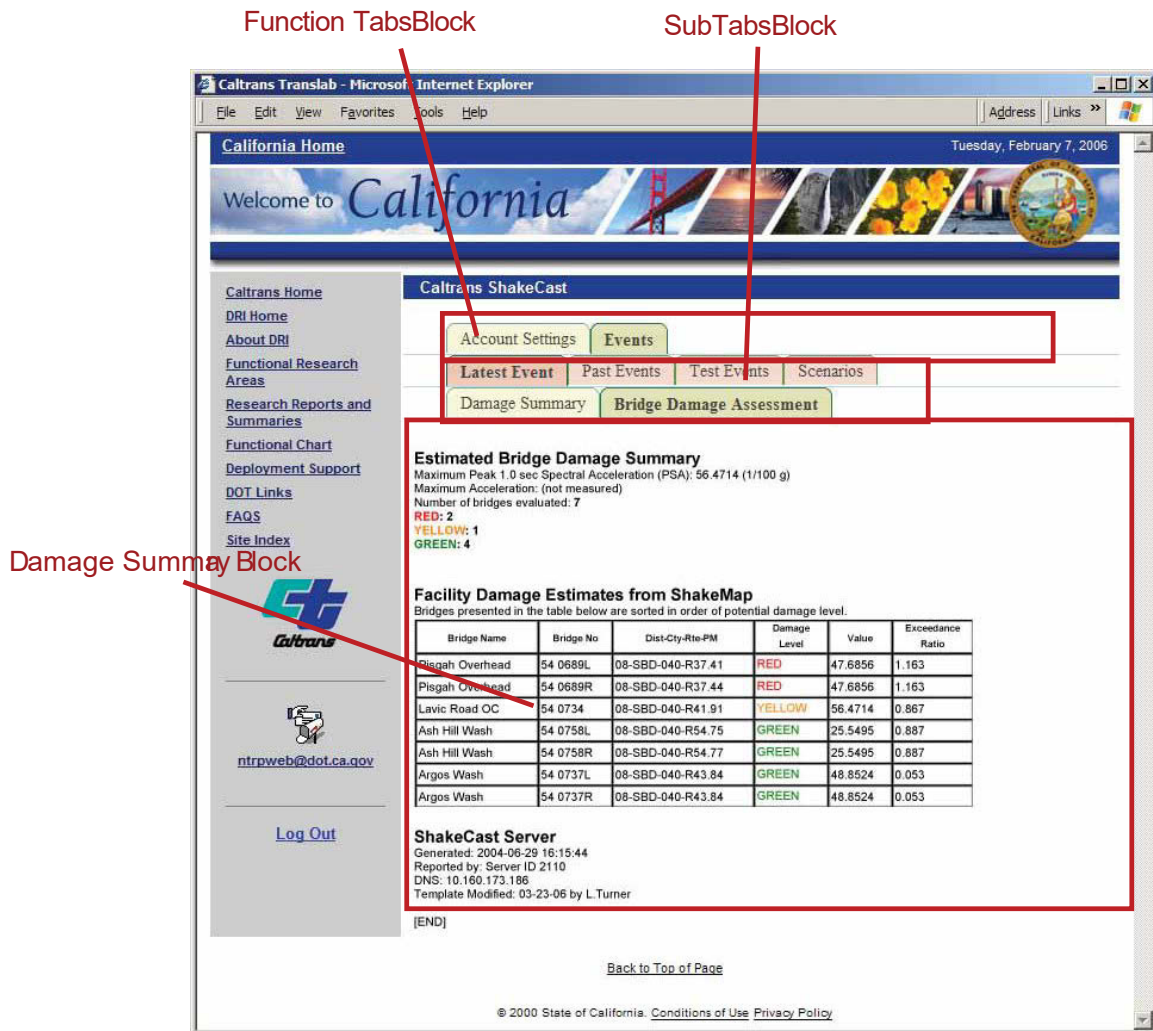 Function TabsBlock
SubTabsBlock
Caltrans Translab - Microsoft Internet Explorer
File Edit View Favorites Tools Help Address Links »
California Home Tuesday, February 7, 2006
Welcome to California
Caltrans Home
DRI Home
About DRI
Functional Research
Areas
Research Reports and
Summaries
Functional Chart
Deployment Support
DOT Links
FAQS
Site Index
Damage Summary Block
Caltrans
ntrpweb@dot.ca.gov
Log Out
Caltrans ShakeCast
Account Settings Events
Latest Event Past Events Test Events Scenarios
Damage Summary Bridge Damage Assessment
Estimated Bridge Damage Summary
Maximum Peak 1.0 sec Spectral Acceleration (PSA): 56.4714 (1/100 g)
Maximum Acceleration: (not measured)
Number of bridges evaluated: 7
RED: 2
YELLOW: 1
GREEN: 4
Facility Damage Estimates from ShakeMap
Bridges presented in the table below are sorted in order of potential damage level.
Bridge Name Bridge No Dist-Cty-Rte-PM Damage Level Value Exceedance Ratio
Pisgah Overhead 54 0689L 08-SBD-040-R37.41 RED 47.6856 1.163
Pisgah Overhead 54 0689R 08-SBD-040-R37.44 RED 47.6856 1.163
Lavic Road OC 54 0734 08-SBD-040-R41.91 YELLOW 56.4714 0.867
Ash Hill Wash 54 0758L 08-SBD-040-R54.75 GREEN 25.5495 0.887
Ash Hill Wash 54 0758R 08-SBD-040-R54.77 GREEN 25.5495 0.887
Argos Wash 54 0737L 08-SBD-040-R43.84 GREEN 48.8524 0.053
Argos Wash 54 0737R 08-SBD-040-R43.84 GREEN 48.8524 0.053
ShakeCast Server
Generated: 2004-06-29 16:15:44
Reported by: Server ID 2110
DNS: 10.160.173.186
Template Modified: 03-23-06 by L.Turner
[END]
Back to Top of Page
© 2000 State of California. Conditions of Use Privacy Policy